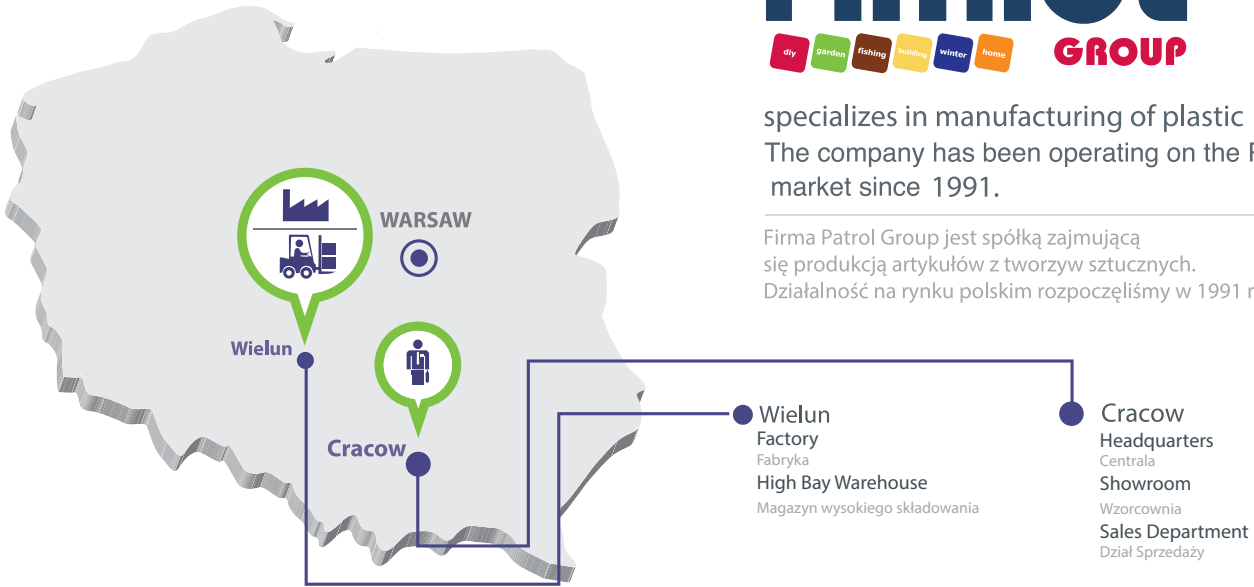 diy garden fishing building winter home
GROUP
specializes in manufacturing of plastic
The company has been operating on the
market since 1991.
Firma Patrol Group jest spółką zajmującą
się produkcją artykułów z tworzyw sztucznych.
Działalność na rynku polskim rozpoczęliśmy w 1991 r
WARSAW
Wielun
Cracow
Wielun
Factory
Fabryka
High Bay Warehouse
Magazyn wysokiego składowania
Cracow
Headquarters
Centrala
Showroom
Wzorcownia
Sales Department
Dział Sprzedaży